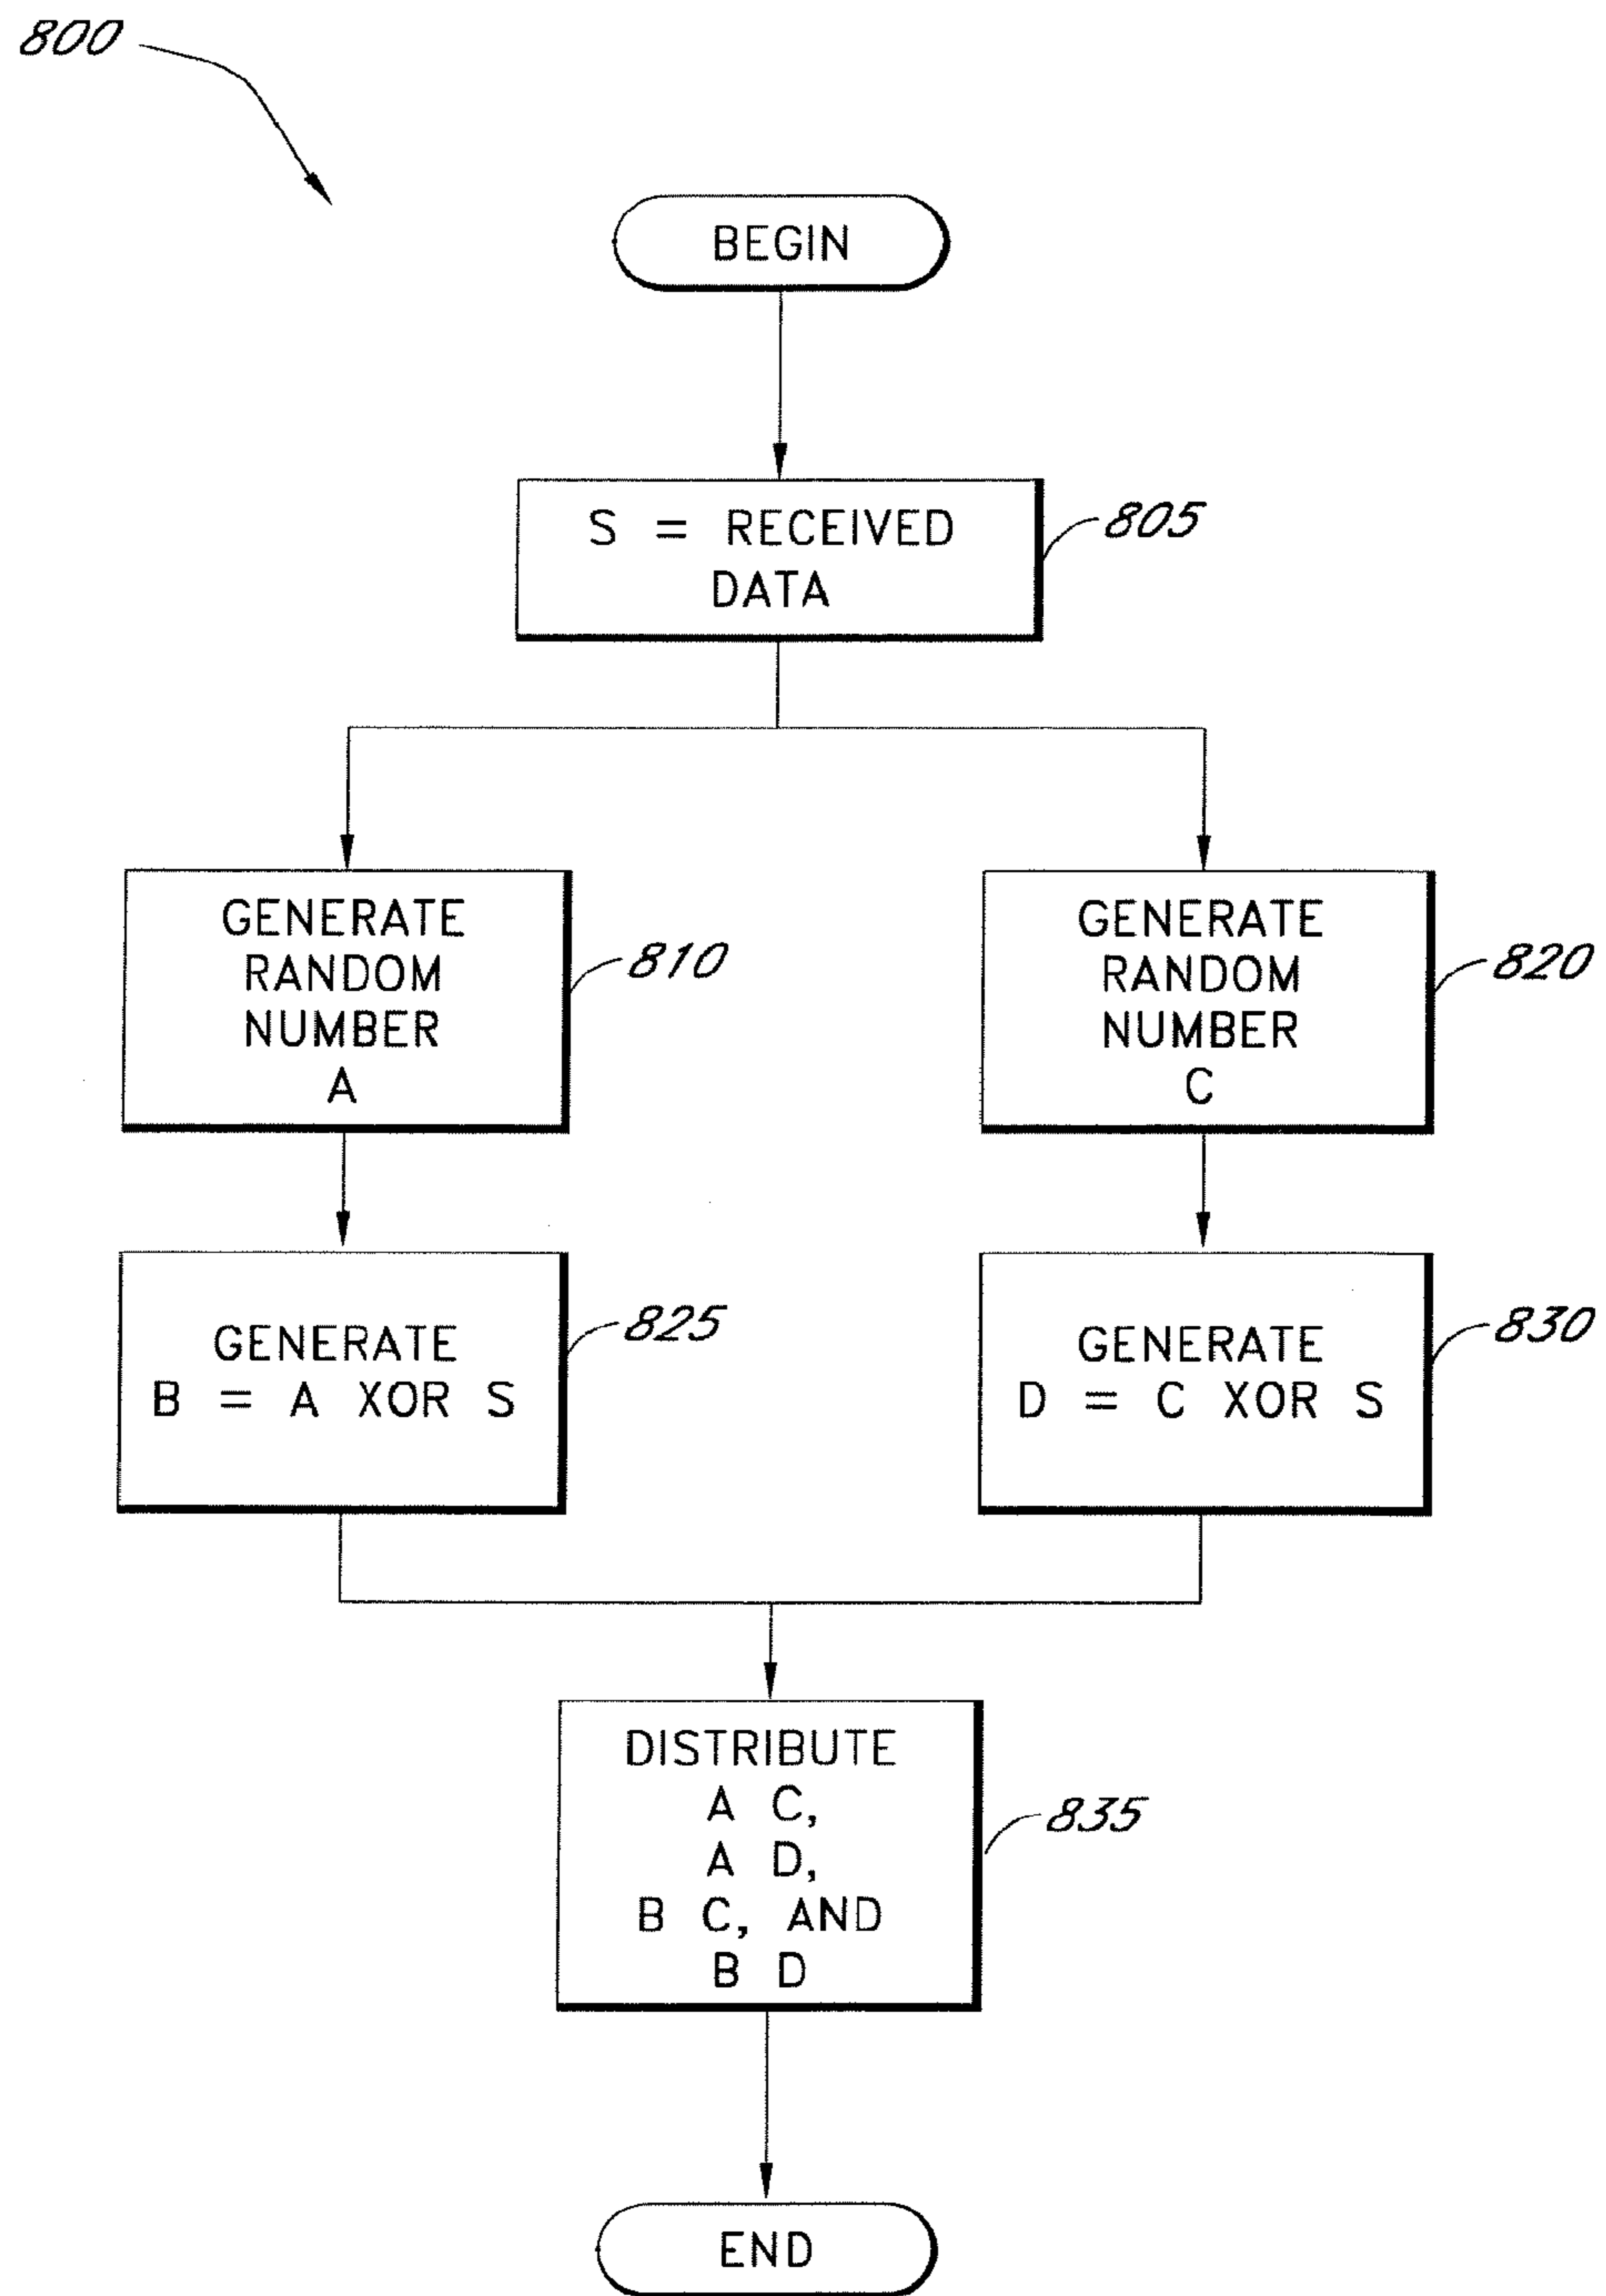 800
BEGIN
S = RECEIVED
DATA
805
GENERATE
RANDOM
NUMBER
A
810
GENERATE
RANDOM
NUMBER
C
820
GENERATE
B = A XOR S
825
GENERATE
D = C XOR S
830
DISTRIBUTE
A C,
A D,
B C, AND
B D
835
END